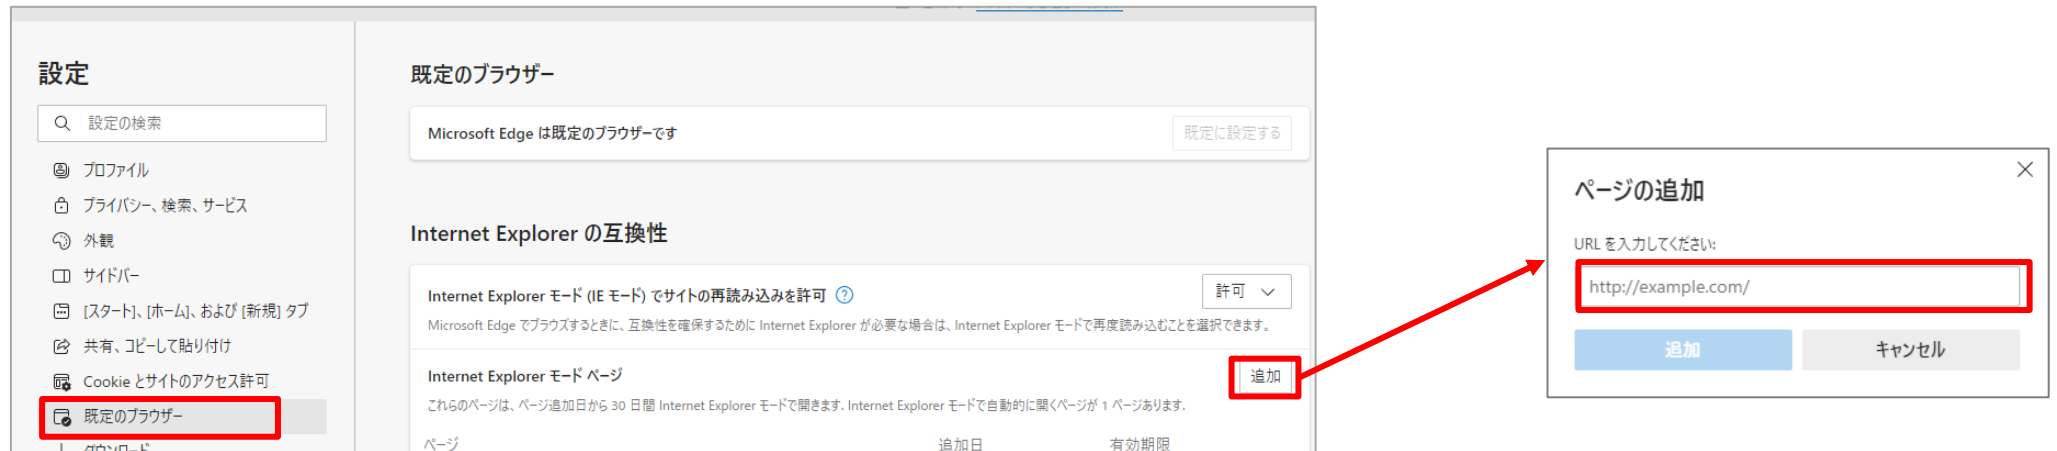 設定
設定の検索
プロファイル
プライバシー、検索、サービス
外観
サイドバー
[スタート]、[ホーム]、および [新規] タブ
共有、コピーして貼り付け
Cookie とサイトのアクセス許可
既定のブラウザー
ダウンロード
既定のブラウザー
Microsoft Edge は既定のブラウザーです
既定に設定する
Internet Explorer の互換性
Internet Explorer モード (IE モード) でサイトの再読み込みを許可
許可
Microsoft Edge でブラウズするときに、互換性を確保するために Internet Explorer が必要な場合は、Internet Explorer モードで再度読み込むことを選択できます。
Internet Explorer モード ページ
追加
これらのページは、ページ追加日から 30 日間 Internet Explorer モードで開きます. Internet Explorer モードで自動的に開くページが 1 ページあります.
ページ 追加日 有効期限
ページの追加
URL を入力してください:
http://example.com/
追加 キャンセル